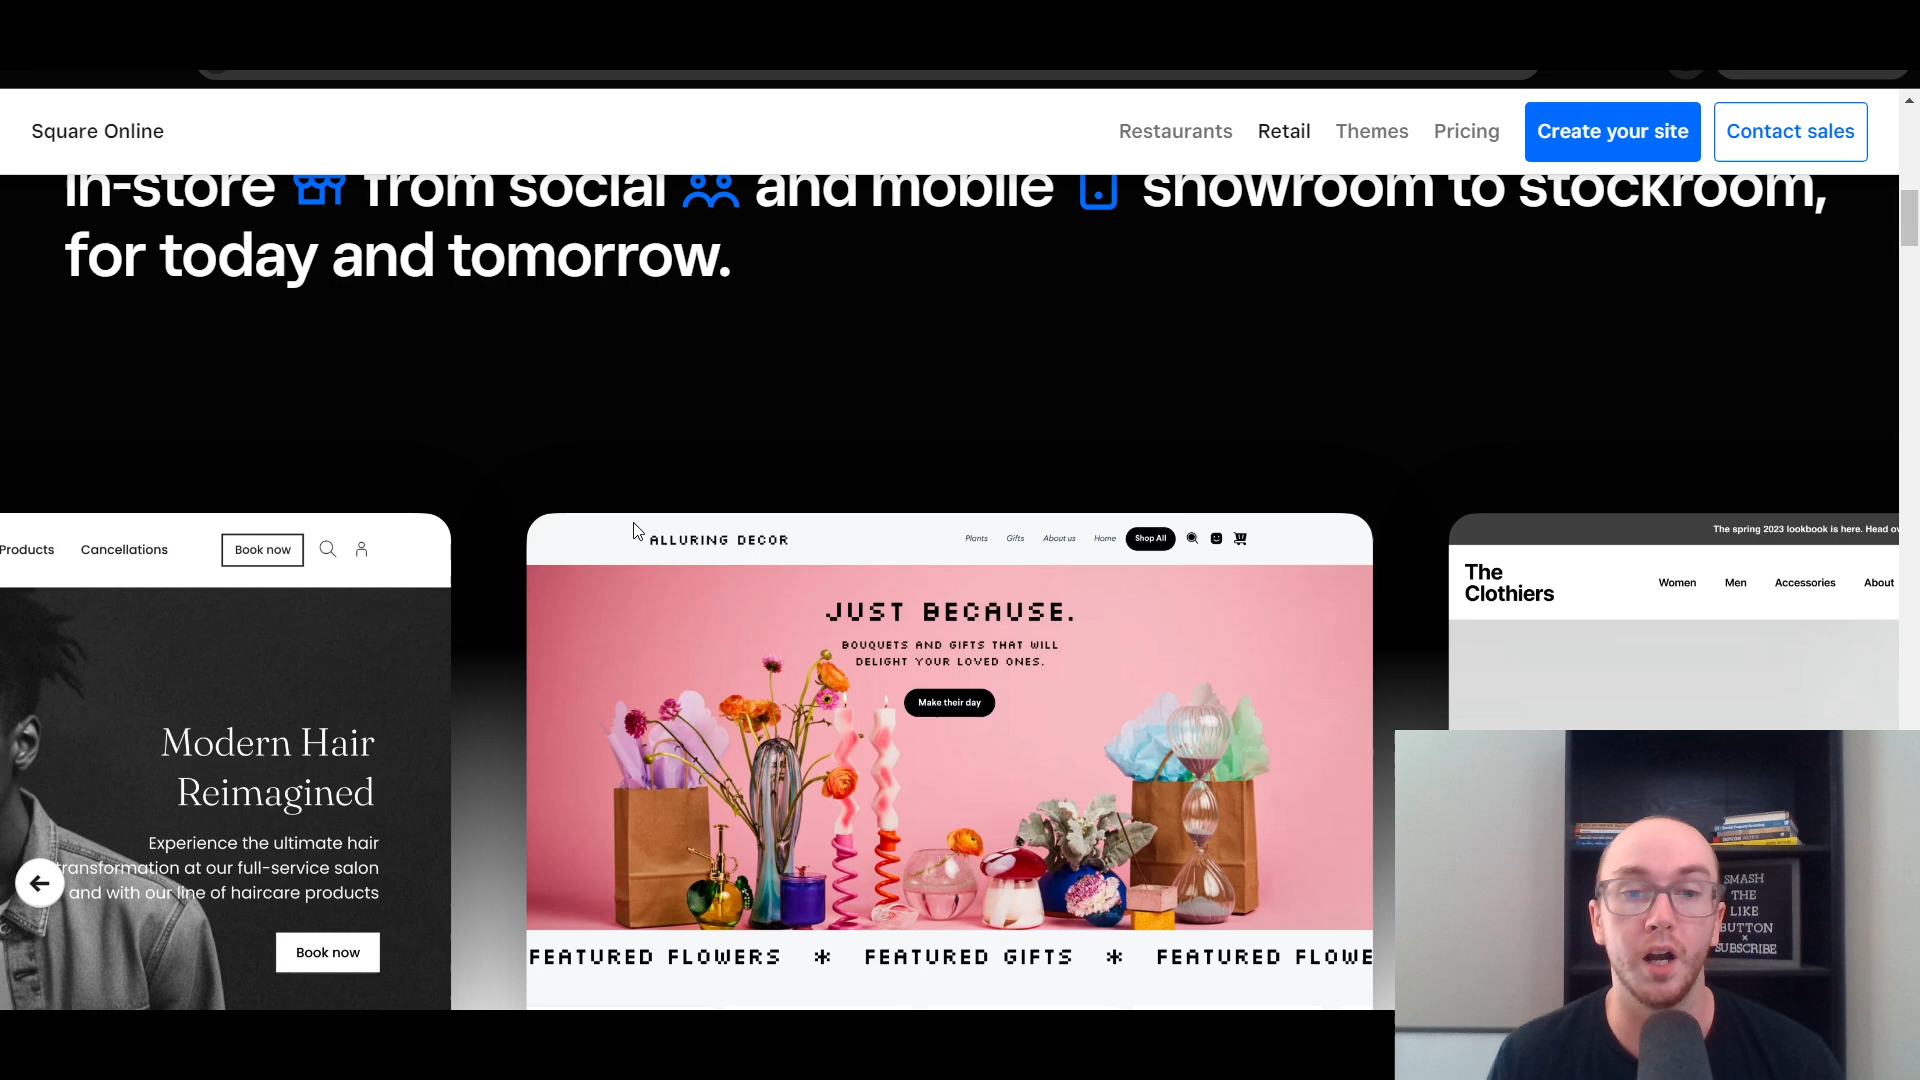 Square Online
Restaurants
Retail
Themes
Pricing
Create your site
Contact sales
in-store from social and mobile showroom to stockroom,
for today and tomorrow.
Products
Cancellations
Book now
Modern Hair
Reimagined
Experience the ultimate hair
transformation at our full-service salon
and with our line of haircare products
Book now
ALLURING DECOR
Plants
Gifts
About us
Home
Shop All
JUST BECAUSE.
BOUQUETS AND GIFTS THAT WILL
DELIGHT YOUR LOVED ONES.
Make their day
FEATURED FLOWERS * FEATURED GIFTS * FEATURED FLOWE
The spring 2023 lookbook is here. Head ov
The
Clothiers
Women
Men
Accessories
About
SMASH
THE
LIKE
BUTTON
×
SUBSCRIBE